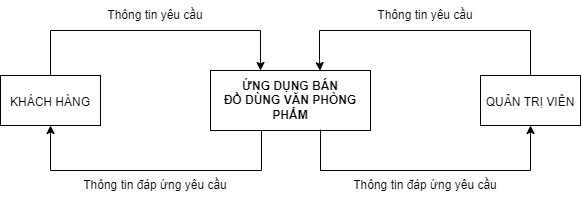 Thông tin yêu cầu
Thông tin yêu cầu
KHÁCH HÀNG
ỨNG DỤNG BÁN
ĐỒ DÙNG VĂN PHÒNG
PHẨM
QUẢN TRỊ VIÊN
Thông tin đáp ứng yêu cầu
Thông tin đáp ứng yêu cầu